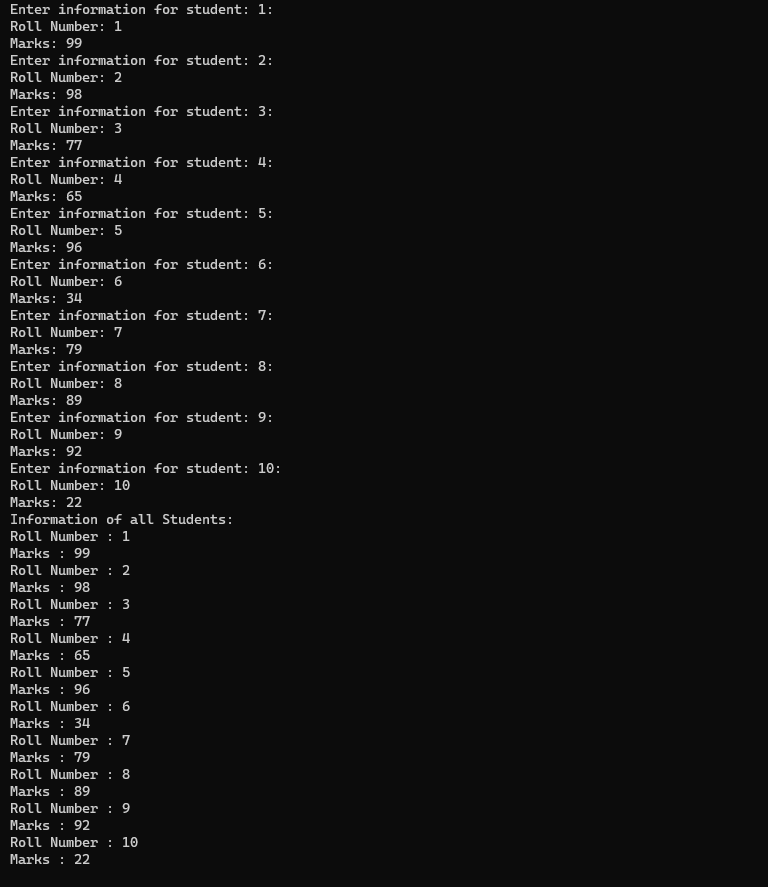 Enter information for student: 1:
Roll Number: 1
Marks: 99
Enter information for student: 2:
Roll Number: 2
Marks: 98
Enter information for student: 3:
Roll Number: 3
Marks: 77
Enter information for student: 4:
Roll Number: 4
Marks: 65
Enter information for student: 5:
Roll Number: 5
Marks: 96
Enter information for student: 6:
Roll Number: 6
Marks: 34
Enter information for student: 7:
Roll Number: 7
Marks: 79
Enter information for student: 8:
Roll Number: 8
Marks: 89
Enter information for student: 9:
Roll Number: 9
Marks: 92
Enter information for student: 10:
Roll Number: 10
Marks: 22
Information of all Students:
Roll Number : 1
Marks : 99
Roll Number : 2
Marks : 98
Roll Number : 3
Marks : 77
Roll Number : 4
Marks : 65
Roll Number : 5
Marks : 96
Roll Number : 6
Marks : 34
Roll Number : 7
Marks : 79
Roll Number : 8
Marks : 89
Roll Number : 9
Marks : 92
Roll Number : 10
Marks : 22